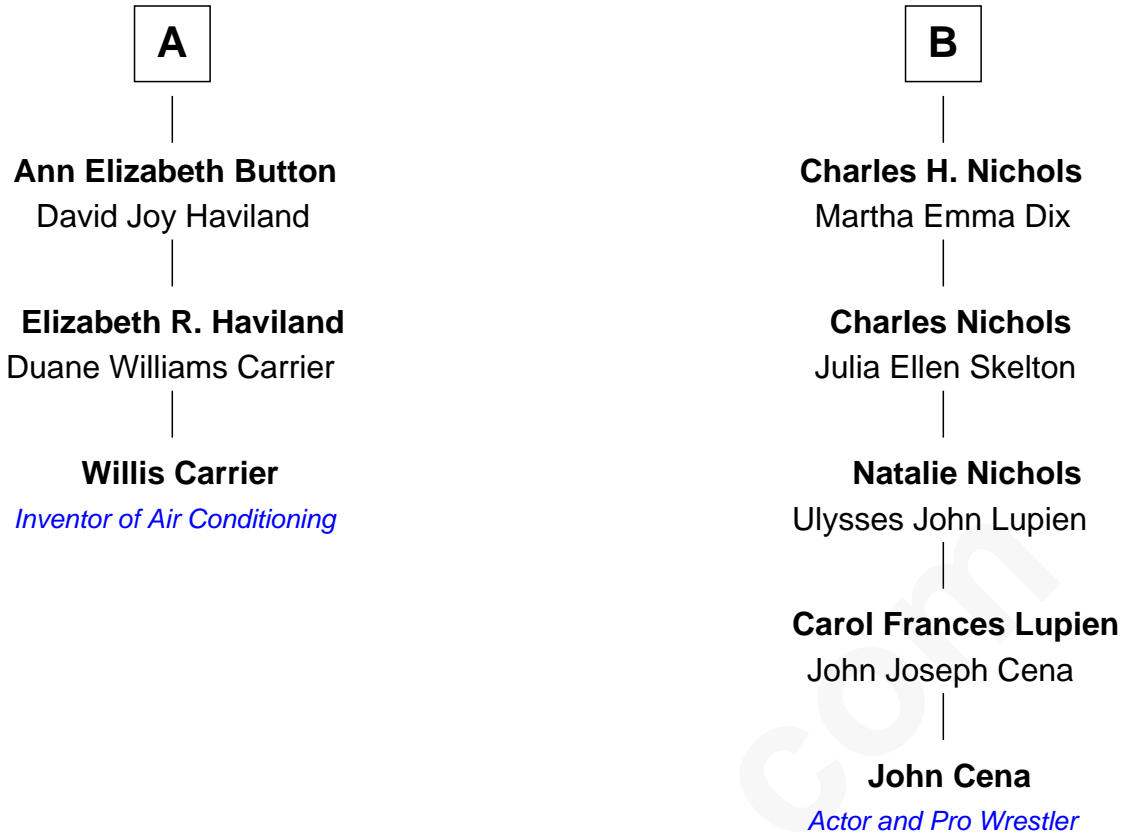 A
Ann Elizabeth Button
David Joy Haviland
Elizabeth R. Haviland
Duane Williams Carrier
Willis Carrier
Inventor of Air Conditioning
B
Charles H. Nichols
Martha Emma Dix
Charles Nichols
Julia Ellen Skelton
Natalie Nichols
Ulysses John Lupien
Carol Frances Lupien
John Joseph Cena
John Cena
Actor and Pro Wrestler
com